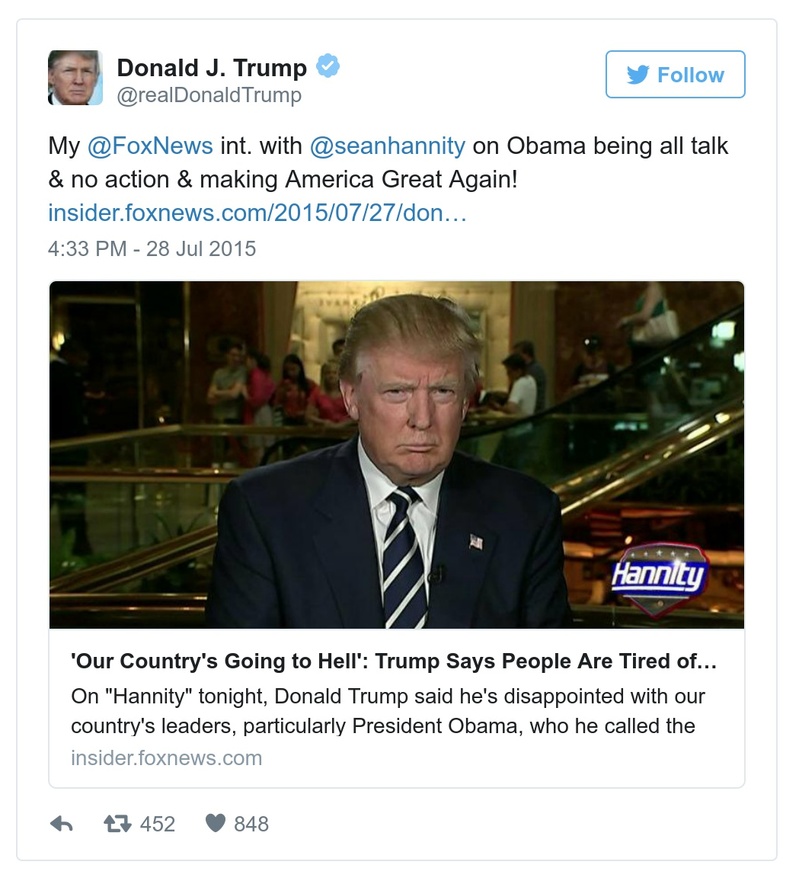 Donald J. Trump
@realDonaldTrump
Follow
My @FoxNews int. with @seanhannity on Obama being all talk
& no action & making America Great Again!
insider.foxnews.com/2015/07/27/don…
4:33 PM - 28 Jul 2015
Hannity
'Our Country's Going to Hell': Trump Says People Are Tired of…
On "Hannity" tonight, Donald Trump said he's disappointed with our
country's leaders, particularly President Obama, who he called the
insider.foxnews.com
452
848